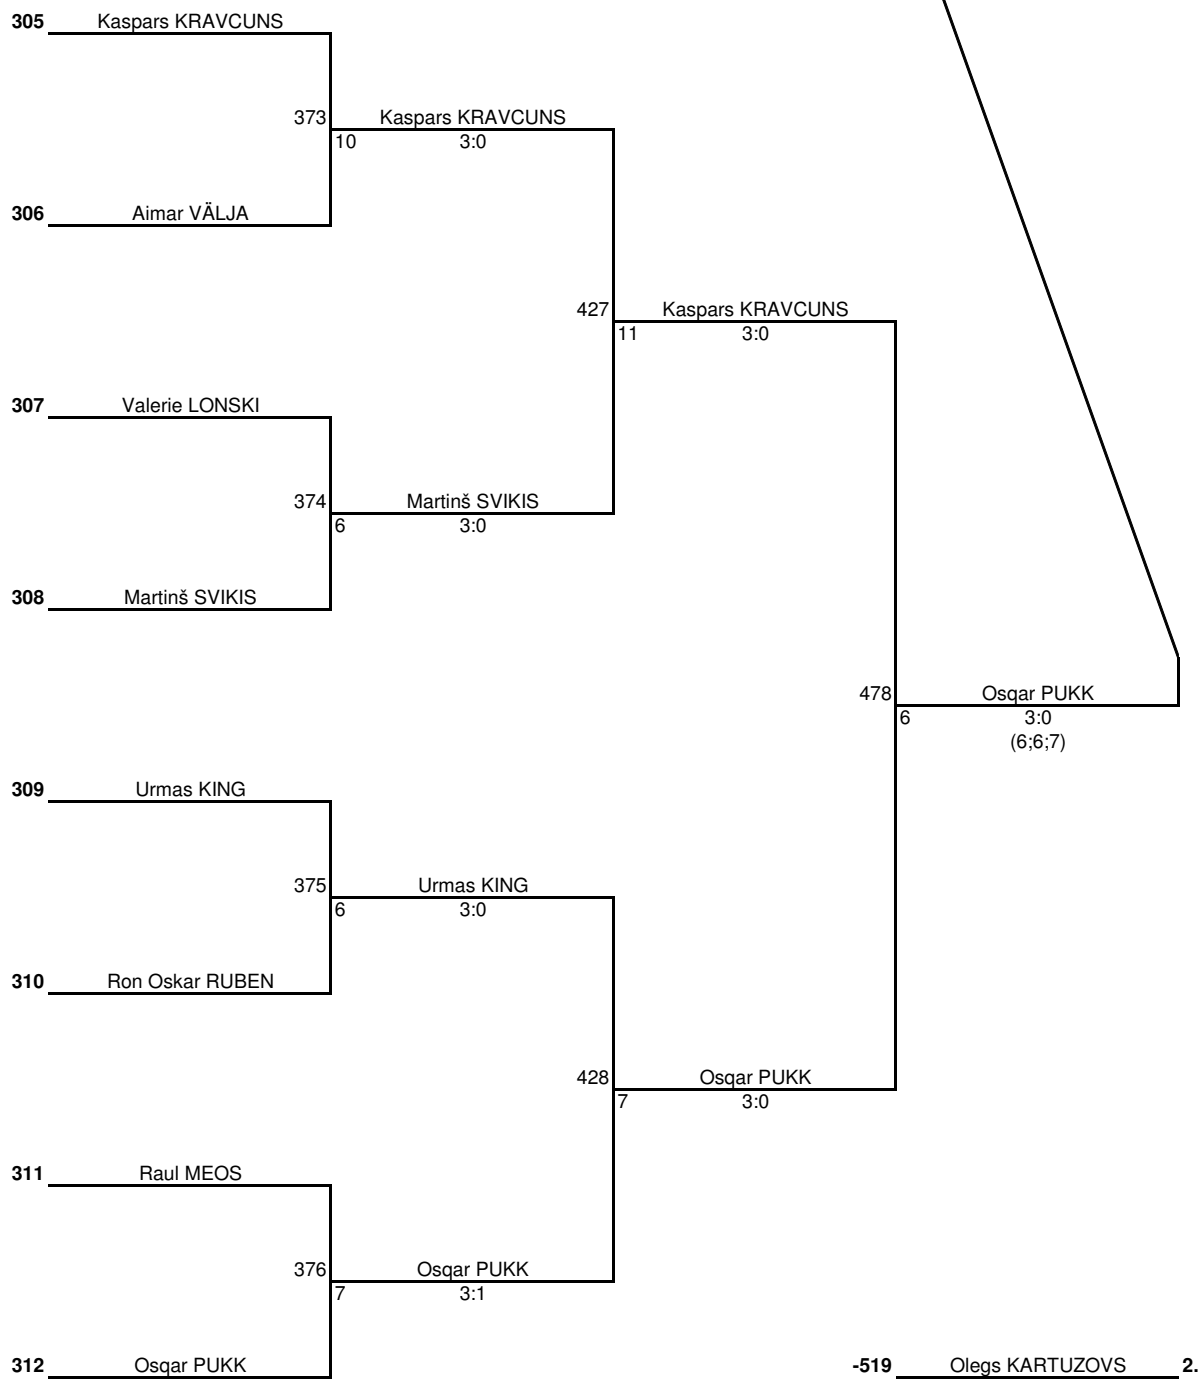 305 Kaspars KRAVCUNS
373 Kaspars KRAVCUNS
10 3:0
306 Aimar VÄLJA
427 Kaspars KRAVCUNS
11 3:0
307 Valerie LONSKI
374 Martinš SVIKIS
6 3:0
308 Martinš SVIKIS
478 Osqar PUKK
6 3:0
(6;6;7)
309 Urmas KING
375 Urmas KING
6 3:0
310 Ron Oskar RUBEN
428 Osqar PUKK
7 3:0
311 Raul MEOS
376 Osqar PUKK
7 3:1
312 Osqar PUKK
-519 Olegs KARTUZOVS 2.